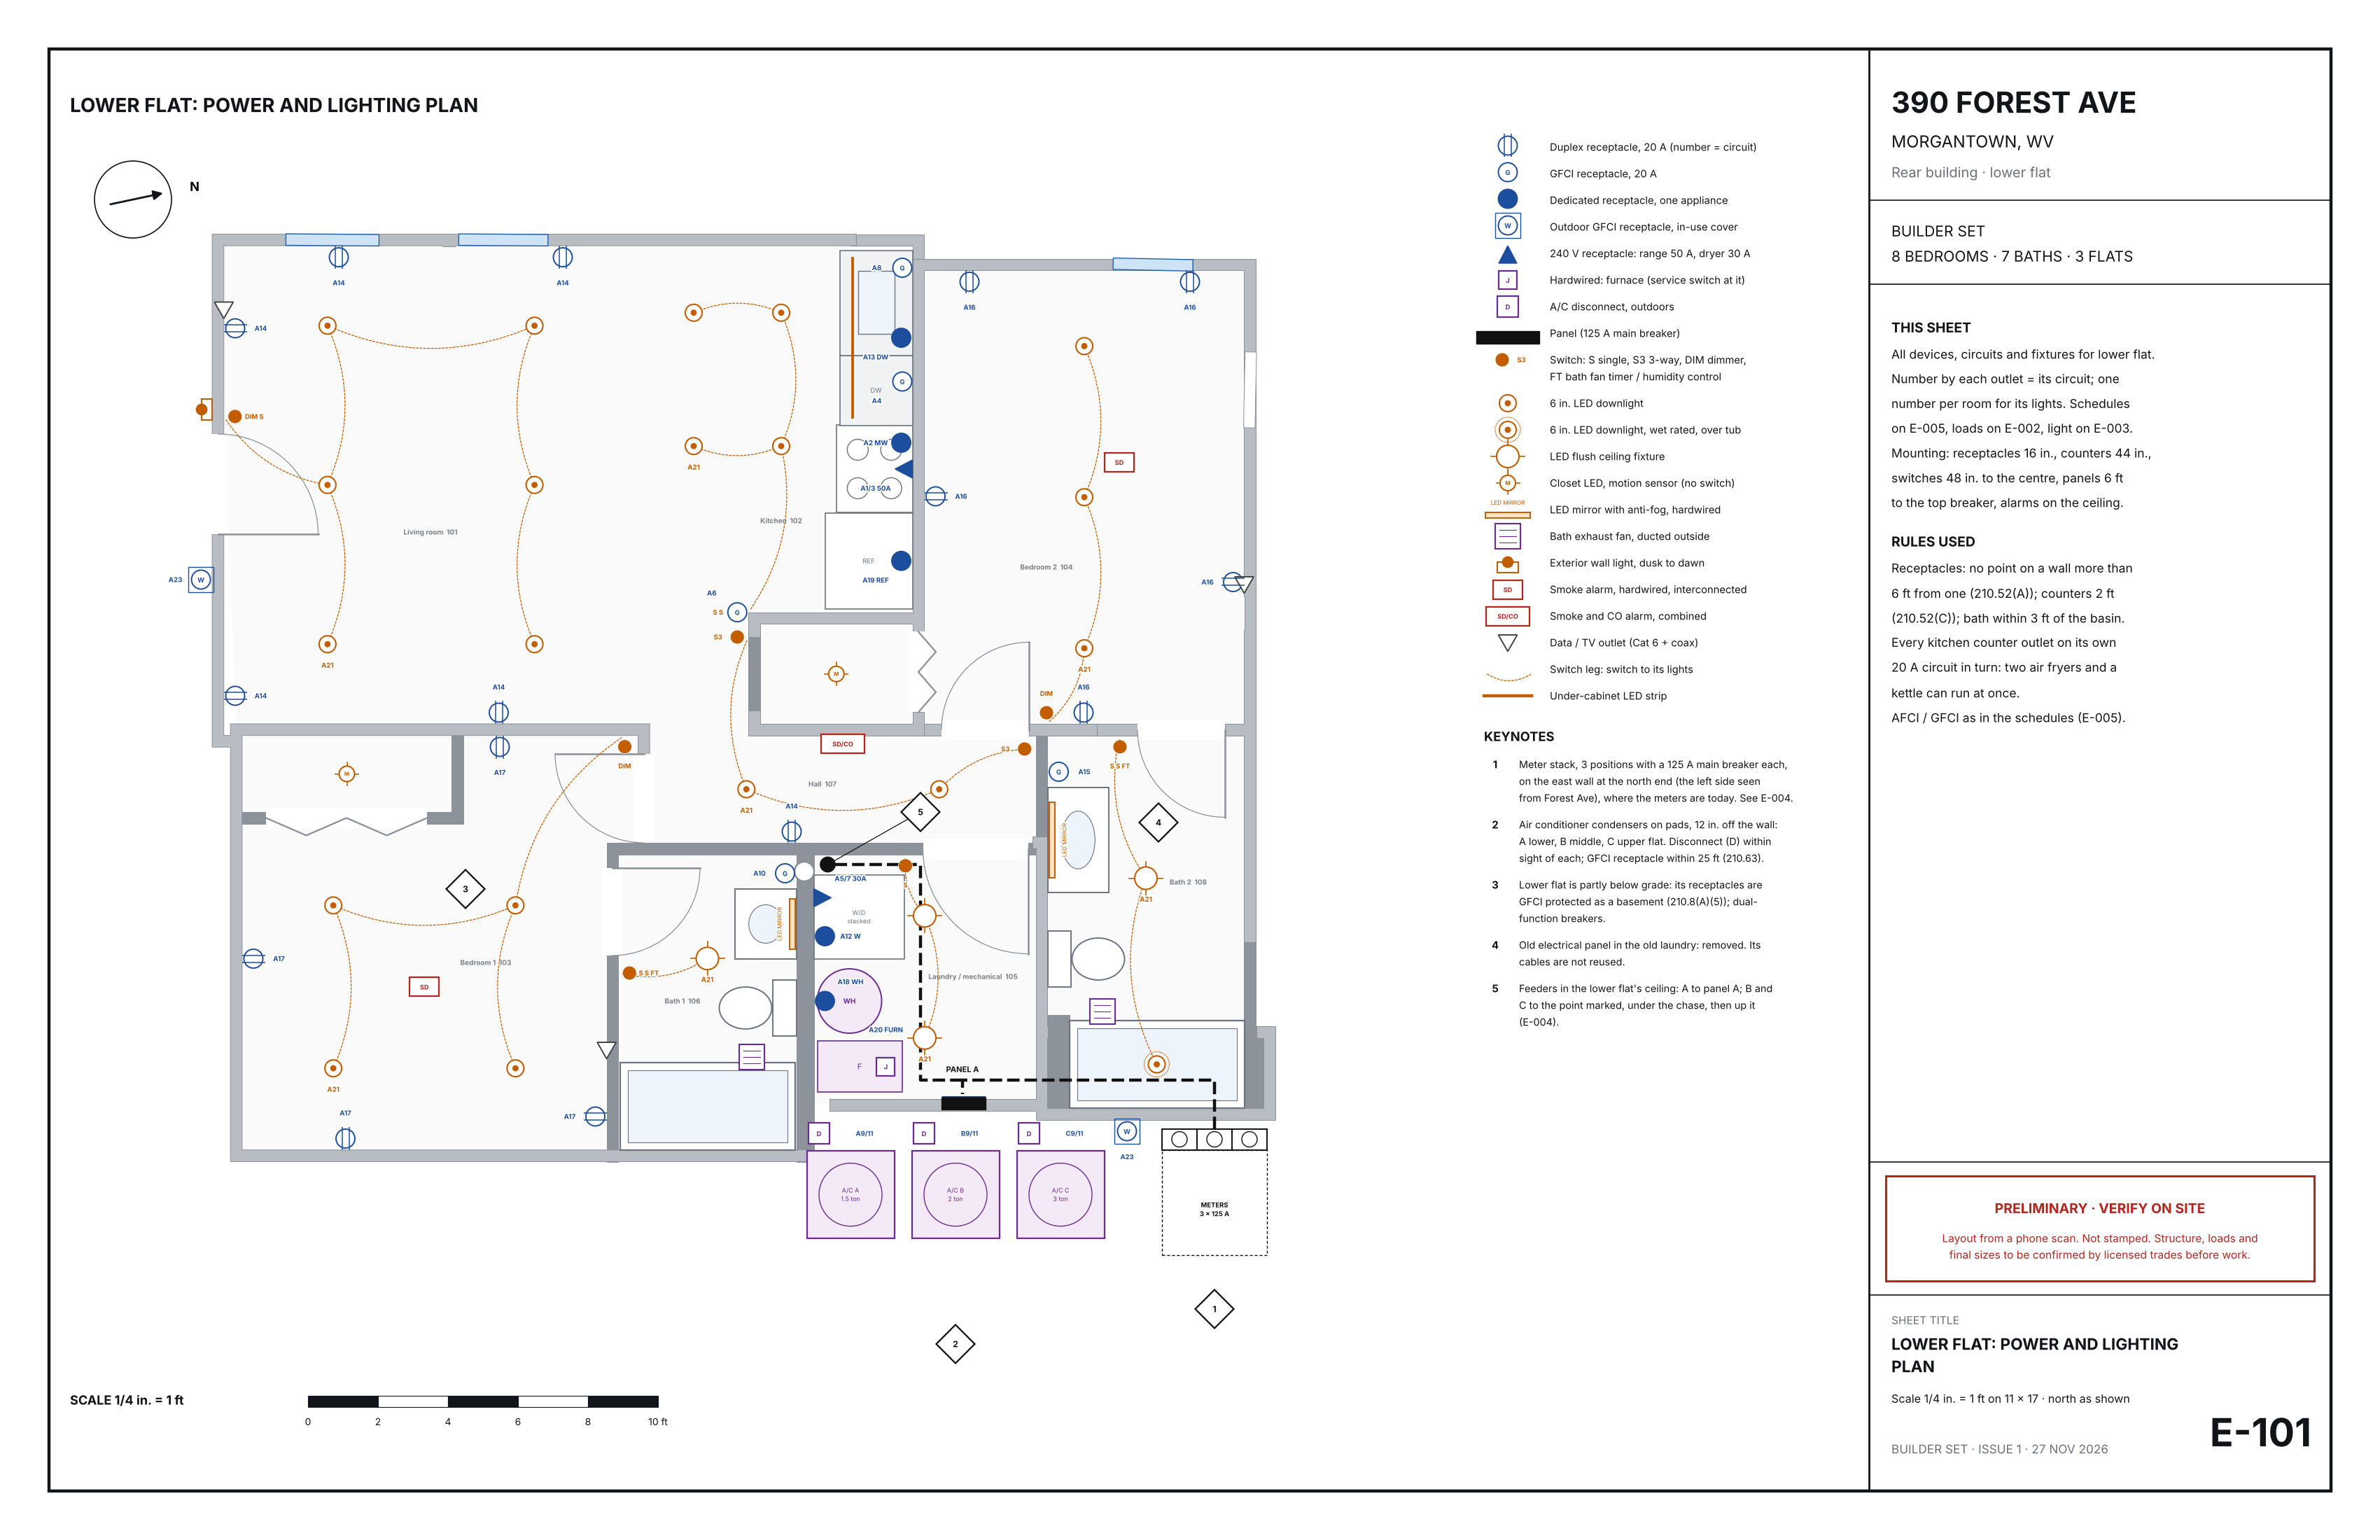 LOWER FLAT: POWER AND LIGHTING PLAN
N
A14
A14
A14
DIM S
A23
W
A14
A21
A21
A14
A17
Living room 101
Kitchen 102
A8
G
A13 DW
DW
G
A4
A2 MW
A1/3 50A
REF
A19 REF
A6
S S
G
S3
M
A16
A16
SD
A16
Bedroom 2 104
A16
A21
A16
DIM
SD/CO
S3
Hall 107
A21
A14
5
M
DIM
3
A17
Bedroom 1 103
SD
A21
A17
A17
A10
G
LED MIRROR
S S FT
A21
Bath 1 106
A5/7 30A
S
S
W/D
stacked
A12 W
A18 WH
WH
A20 FURN
F
J
A21
Laundry / mechanical 105
PANEL A
G
A15
S S FT
LED MIRROR
4
A21
Bath 2 108
D
A9/11
D
B9/11
D
C9/11
W
A23
A/C A
1.5 ton
A/C B
2 ton
A/C C
3 ton
METERS
3 × 125 A
1
2
SCALE 1/4 in. = 1 ft
0
2
4
6
8
10 ft
Duplex receptacle, 20 A (number = circuit)
G
GFCI receptacle, 20 A
Dedicated receptacle, one appliance
W
Outdoor GFCI receptacle, in-use cover
240 V receptacle: range 50 A, dryer 30 A
J
Hardwired: furnace (service switch at it)
D
A/C disconnect, outdoors
Panel (125 A main breaker)
S3
Switch: S single, S3 3-way, DIM dimmer,
FT bath fan timer / humidity control
6 in. LED downlight
6 in. LED downlight, wet rated, over tub
LED flush ceiling fixture
M
Closet LED, motion sensor (no switch)
LED MIRROR
LED mirror with anti-fog, hardwired
Bath exhaust fan, ducted outside
Exterior wall light, dusk to dawn
SD
Smoke alarm, hardwired, interconnected
SD/CO
Smoke and CO alarm, combined
Data / TV outlet (Cat 6 + coax)
Switch leg: switch to its lights
Under-cabinet LED strip
KEYNOTES
1
Meter stack, 3 positions with a 125 A main breaker each,
on the east wall at the north end (the left side seen
from Forest Ave), where the meters are today. See E-004.
2
Air conditioner condensers on pads, 12 in. off the wall:
A lower, B middle, C upper flat. Disconnect (D) within
sight of each; GFCI receptacle within 25 ft (210.63).
3
Lower flat is partly below grade: its receptacles are
GFCI protected as a basement (210.8(A)(5)); dual-
function breakers.
4
Old electrical panel in the old laundry: removed. Its
cables are not reused.
5
Feeders in the lower flat's ceiling: A to panel A; B and
C to the point marked, under the chase, then up it
(E-004).
390 FOREST AVE
MORGANTOWN, WV
Rear building · lower flat
BUILDER SET
8 BEDROOMS · 7 BATHS · 3 FLATS
THIS SHEET
All devices, circuits and fixtures for lower flat.
Number by each outlet = its circuit; one
number per room for its lights. Schedules
on E-005, loads on E-002, light on E-003.
Mounting: receptacles 16 in., counters 44 in.,
switches 48 in. to the centre, panels 6 ft
to the top breaker, alarms on the ceiling.
RULES USED
Receptacles: no point on a wall more than
6 ft from one (210.52(A)); counters 2 ft
(210.52(C)); bath within 3 ft of the basin.
Every kitchen counter outlet on its own
20 A circuit in turn: two air fryers and a
kettle can run at once.
AFCI / GFCI as in the schedules (E-005).
PRELIMINARY · VERIFY ON SITE
Layout from a phone scan. Not stamped. Structure, loads and
final sizes to be confirmed by licensed trades before work.
SHEET TITLE
LOWER FLAT: POWER AND LIGHTING
PLAN
Scale 1/4 in. = 1 ft on 11 × 17 · north as shown
BUILDER SET · ISSUE 1 · 27 NOV 2026
E-101